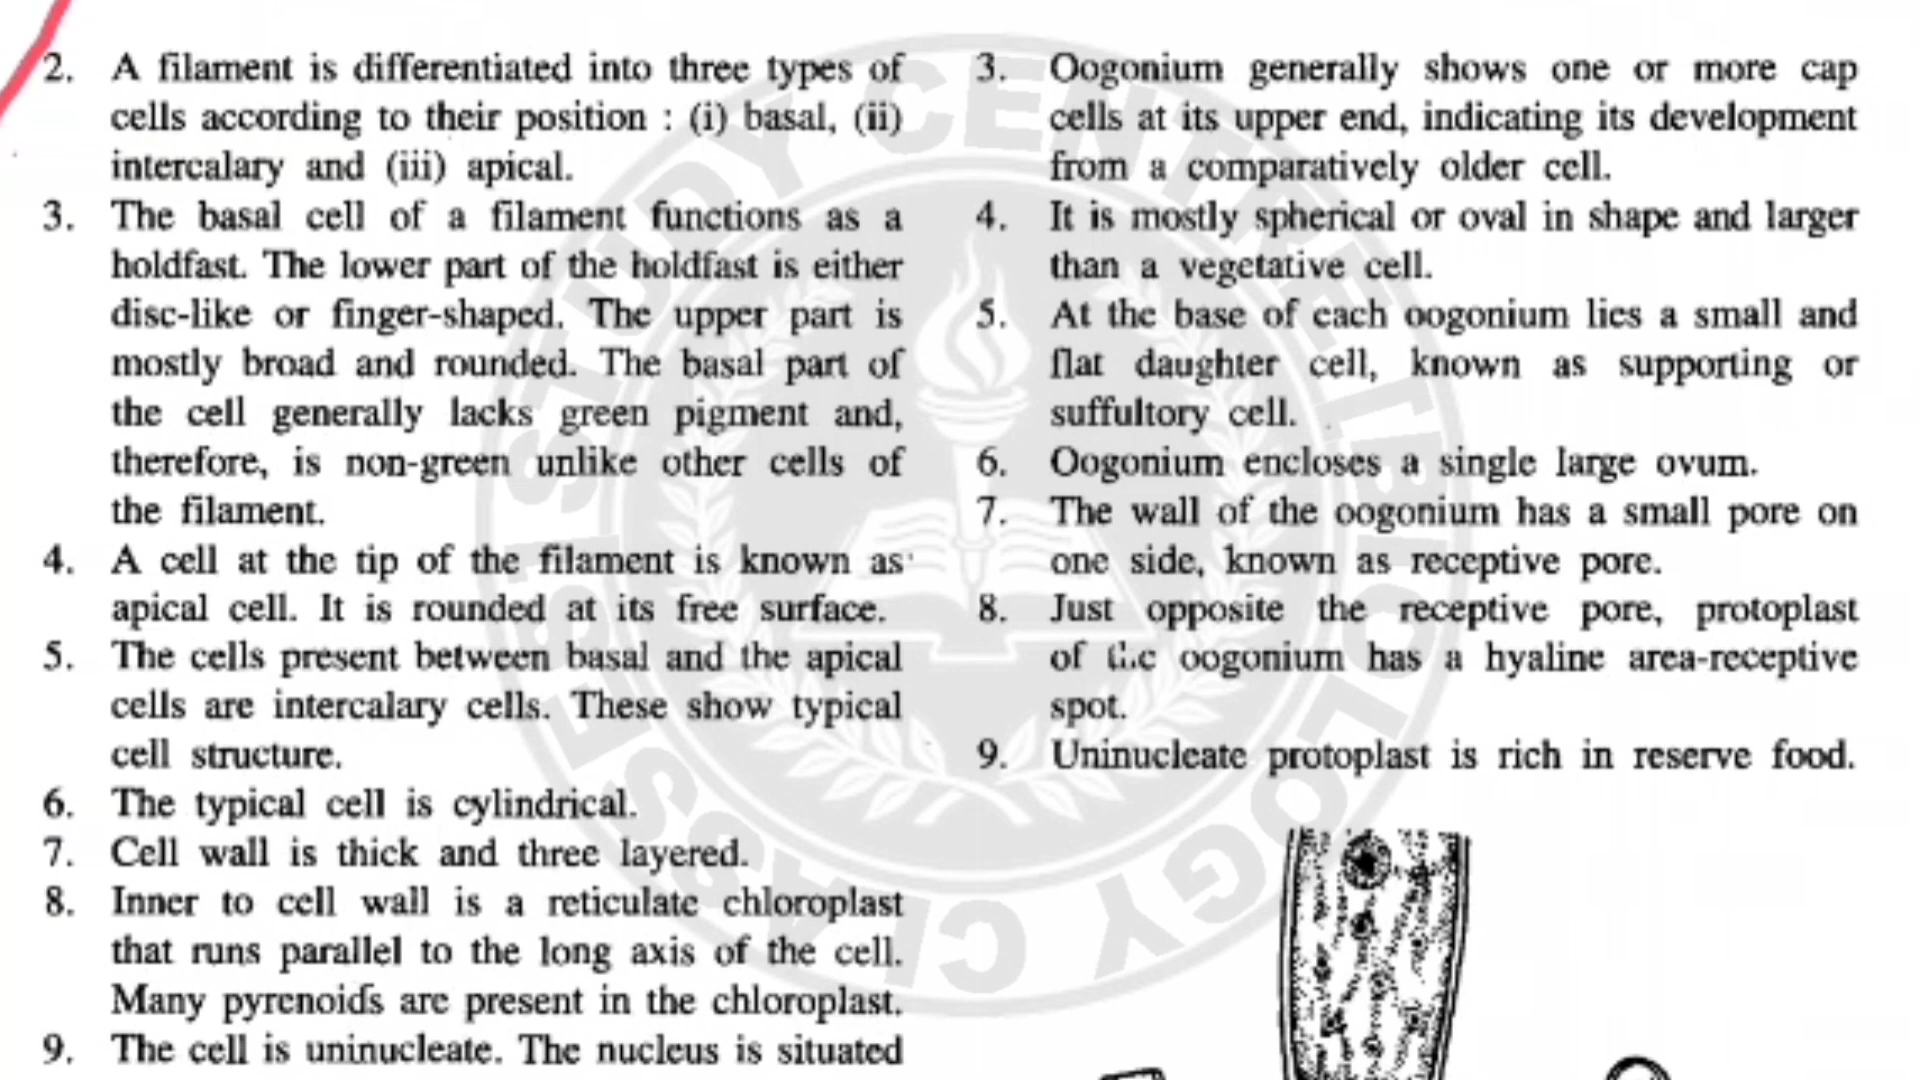 2. A filament is differentiated into three types of
cells according to their position : (i) basal, (ii)
intercalary and (iii) apical.
3. The basal cell of a filament functions as a
holdfast. The lower part of the holdfast is either
disc-like or finger-shaped. The upper part is
mostly broad and rounded. The basal part of
the cell generally lacks green pigment and,
therefore, is non-green unlike other cells of
the filament.
4. A cell at the tip of the filament is known as
apical cell. It is rounded at its free surface.
5. The cells present between basal and the apical
cells are intercalary cells. These show typical
cell structure.
6. The typical cell is cylindrical.
7. Cell wall is thick and three layered.
8. Inner to cell wall is a reticulate chloroplast
that runs parallel to the long axis of the cell.
Many pyrenoids are present in the chloroplast.
9. The cell is uninucleate. The nucleus is situated
3. Oogonium generally shows one or more cap
cells at its upper end, indicating its development
from a comparatively older cell.
4. It is mostly spherical or oval in shape and larger
than a vegetative cell.
5. At the base of each oogonium lies a small and
flat daughter cell, known as supporting or
suffultory cell.
6. Oogonium encloses a single large ovum.
7. The wall of the oogonium has a small pore on
one side, known as receptive pore.
8. Just opposite the receptive pore, protoplast
of the oogonium has a hyaline area-receptive
spot.
9. Uninucleate protoplast is rich in reserve food.
STUDY CENTRE
BIOLOGY CLASSES